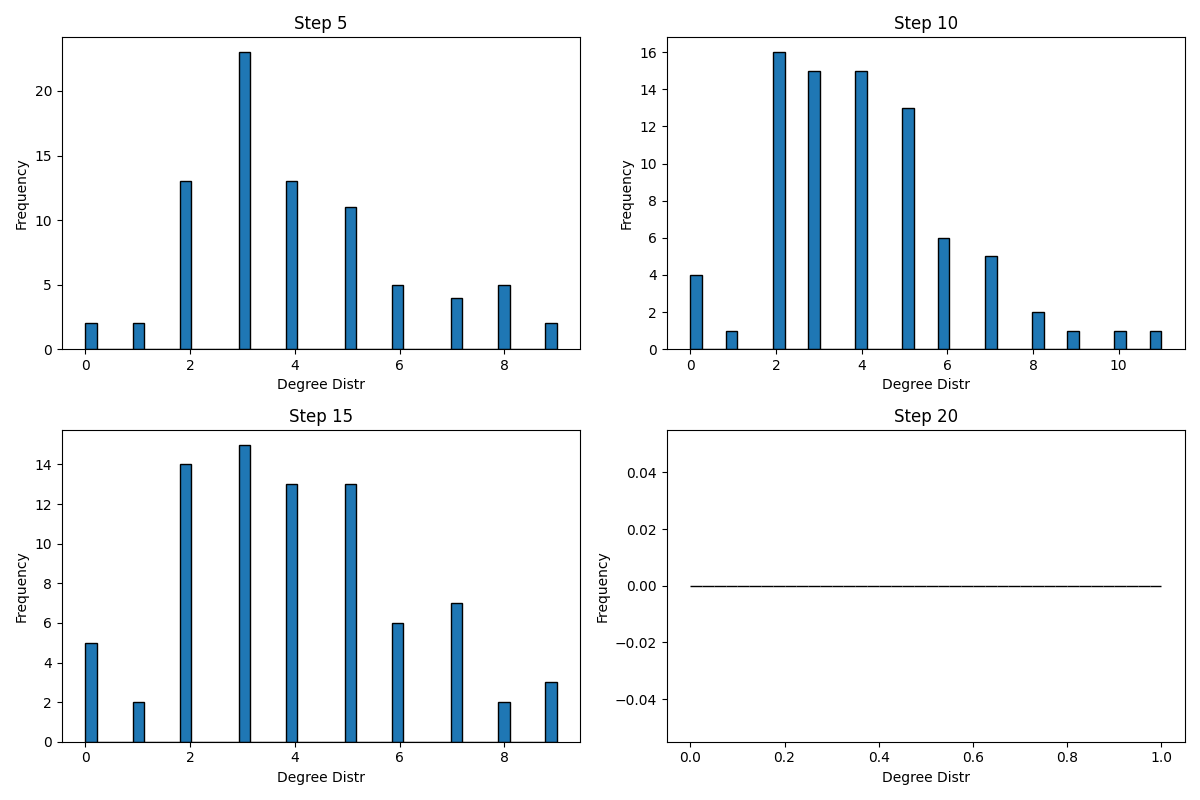 Step 5
Frequency
20
15
10
5
0
0 2 4 6 8
Degree Distr
Step 10
Frequency
16
14
12
10
8
6
4
2
0
0 2 4 6 8 10
Degree Distr
Step 15
Frequency
14
12
10
8
6
4
2
0
0 2 4 6 8
Degree Distr
Step 20
Frequency
0.04
0.02
0.00
−0.02
−0.04
0.0 0.2 0.4 0.6 0.8 1.0
Degree Distr